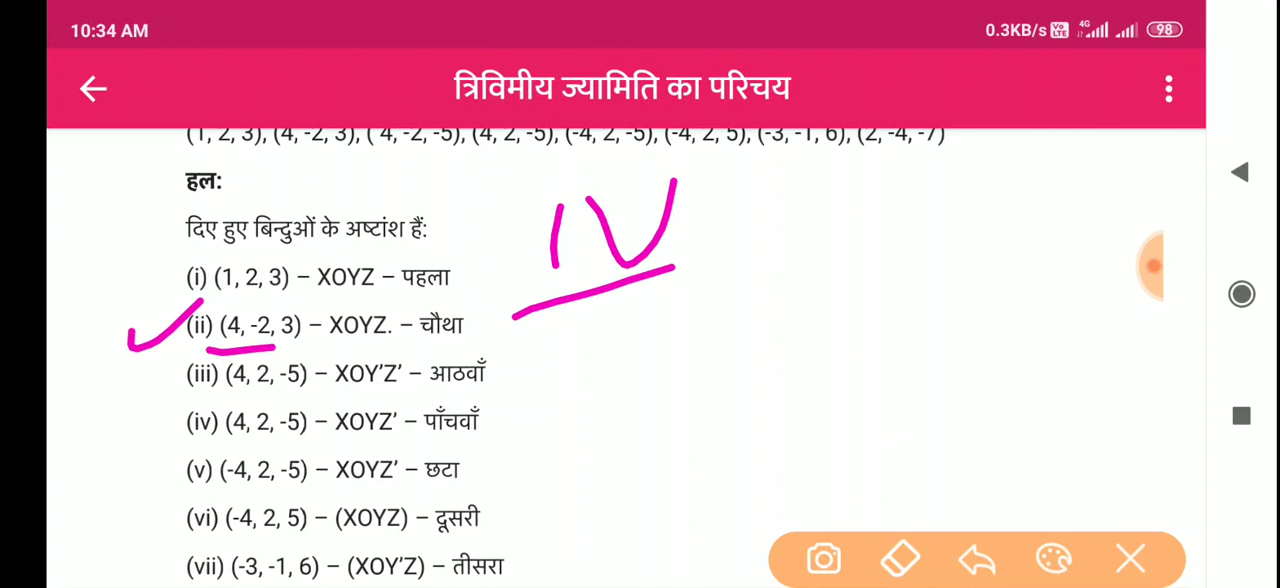 10:34 AM 0.3KB/s Vo LTE 4G 98
त्रिविमीय ज्यामिति का परिचय
(1, 2, 3), (4, -2, 3), ( 4, -2, -5), (4, 2, -5), (-4, 2, -5), (-4, 2, 5), (-3, -1, 6), (2, -4, -7)
हल:
दिए हुए बिन्दुओं के अष्टांश हैं:
IV
(i) (1, 2, 3) – XOYZ – पहला
(ii) (4, -2, 3) – XOYZ. – चौथा
(iii) (4, 2, -5) – XOY’Z’ – आठवाँ
(iv) (4, 2, -5) – XOYZ’ – पाँचवाँ
(v) (-4, 2, -5) – XOYZ’ – छटा
(vi) (-4, 2, 5) – (XOYZ) – दूसरी
(vii) (-3, -1, 6) – (XOY’Z) – तीसरा